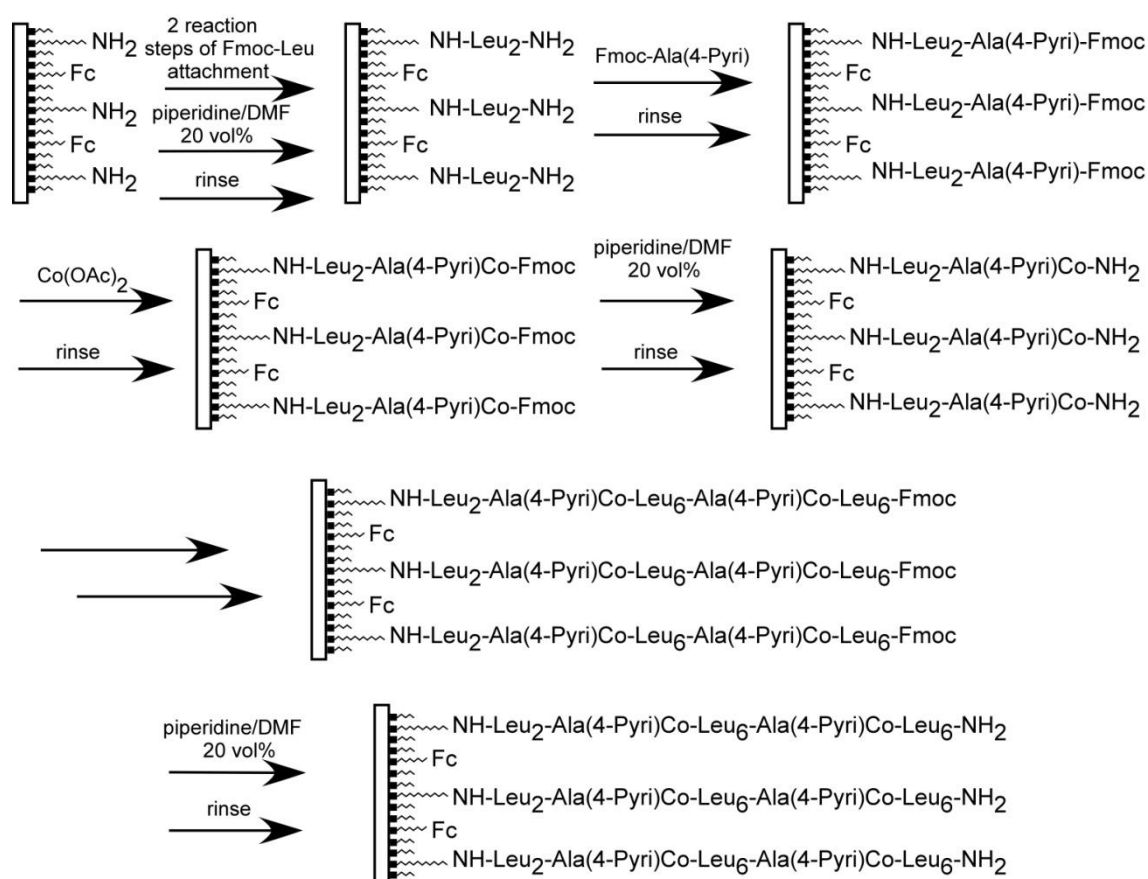 NH2
Fc
NH2
Fc
NH2
2 reaction
steps of Fmoc-Leu
attachment
piperidine/DMF
20 vol%
rinse
NH-Leu2-NH2
Fc
NH-Leu2-NH2
Fc
NH-Leu2-NH2
Fmoc-Ala(4-Pyri)
rinse
NH-Leu2-Ala(4-Pyri)-Fmoc
Fc
NH-Leu2-Ala(4-Pyri)-Fmoc
Fc
NH-Leu2-Ala(4-Pyri)-Fmoc
Co(OAc)2
rinse
NH-Leu2-Ala(4-Pyri)Co-Fmoc
Fc
NH-Leu2-Ala(4-Pyri)Co-Fmoc
Fc
NH-Leu2-Ala(4-Pyri)Co-Fmoc
piperidine/DMF
20 vol%
rinse
NH-Leu2-Ala(4-Pyri)Co-NH2
Fc
NH-Leu2-Ala(4-Pyri)Co-NH2
Fc
NH-Leu2-Ala(4-Pyri)Co-NH2
NH-Leu2-Ala(4-Pyri)Co-Leu6-Ala(4-Pyri)Co-Leu6-Fmoc
Fc
NH-Leu2-Ala(4-Pyri)Co-Leu6-Ala(4-Pyri)Co-Leu6-Fmoc
Fc
NH-Leu2-Ala(4-Pyri)Co-Leu6-Ala(4-Pyri)Co-Leu6-Fmoc
piperidine/DMF
20 vol%
rinse
NH-Leu2-Ala(4-Pyri)Co-Leu6-Ala(4-Pyri)Co-Leu6-NH2
Fc
NH-Leu2-Ala(4-Pyri)Co-Leu6-Ala(4-Pyri)Co-Leu6-NH2
Fc
NH-Leu2-Ala(4-Pyri)Co-Leu6-Ala(4-Pyri)Co-Leu6-NH2